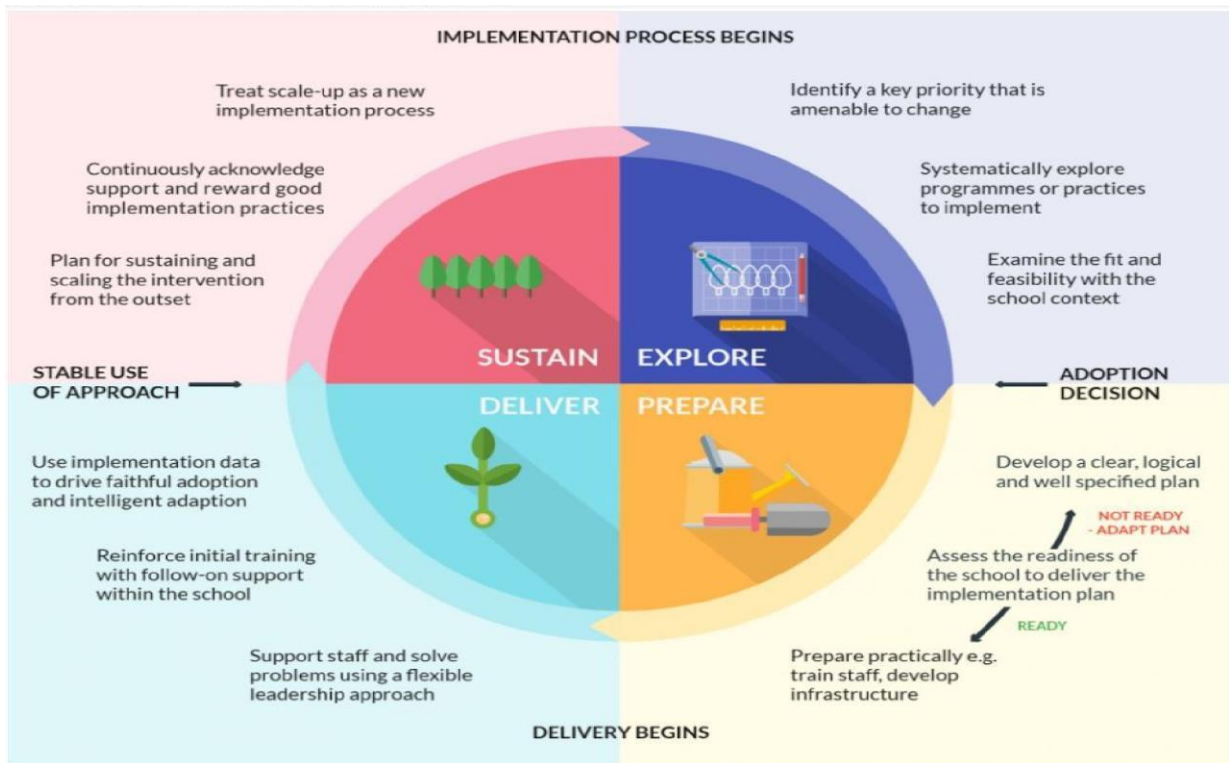 IMPLEMENTATION PROCESS BEGINS
Treat scale-up as a new
implementation process
Continuously acknowledge
support and reward good
implementation practices
Plan for sustaining and
scaling the intervention
from the outset
Identify a key priority that is
amenable to change
Systematically explore
programmes or practices
to implement
Examine the fit and
feasibility with the
school context
SUSTAIN
EXPLORE
STABLE USE
OF APPROACH
ADOPTION
DECISION
DELIVER
PREPARE
Use implementation data
to drive faithful adoption
and intelligent adaption
Reinforce initial training
with follow-on support
within the school
Support staff and solve
problems using a flexible
leadership approach
Develop a clear, logical
and well specified plan
NOT READY
- ADAPT PLAN
Assess the readiness of
the school to deliver the
implementation plan
READY
Prepare practically e.g.
train staff, develop
infrastructure
DELIVERY BEGINS